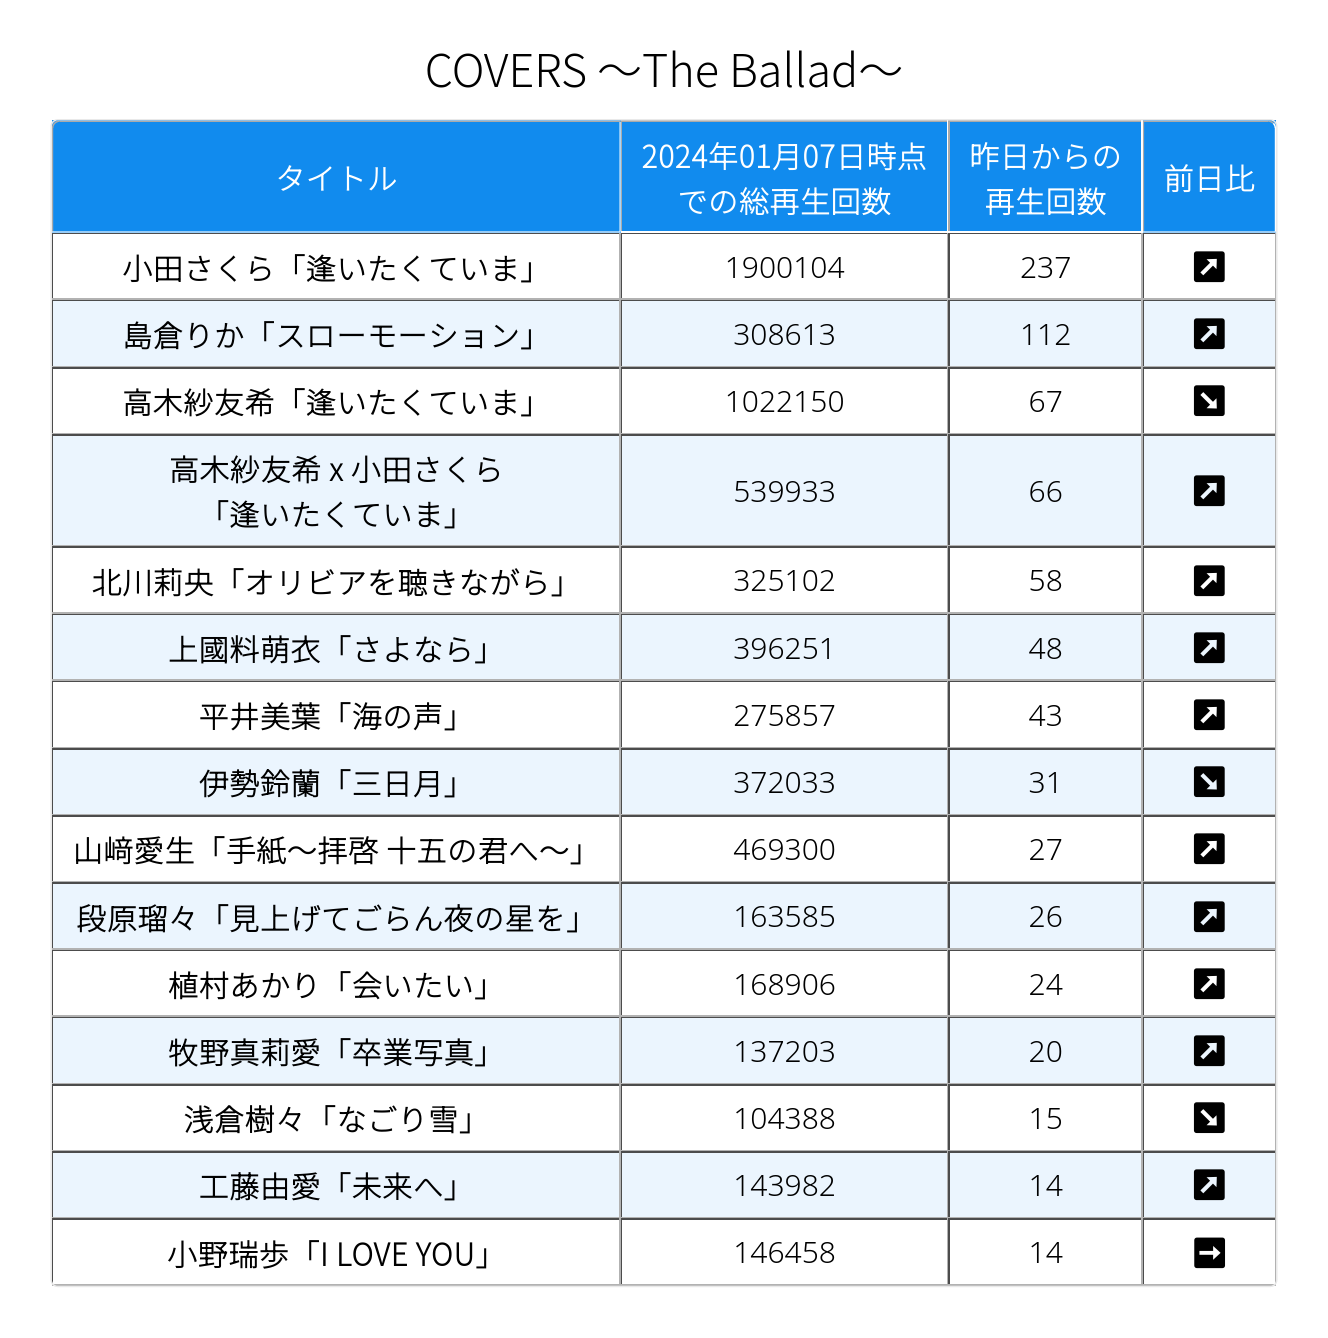 COVERS ～The Ballad～
タイトル
2024年01月07日時点
での総再生回数
昨日からの
再生回数
前日比
小田さくら「逢いたくていま」 1900104 237 ↗
島倉りか「スローモーション」 308613 112 ↗
高木紗友希「逢いたくていま」 1022150 67 ↘
高木紗友希 x 小田さくら
「逢いたくていま」 539933 66 ↗
北川莉央「オリビアを聴きながら」 325102 58 ↗
上國料萌衣「さよなら」 396251 48 ↗
平井美葉「海の声」 275857 43 ↗
伊勢鈴蘭「三日月」 372033 31 ↘
山﨑愛生「手紙～拝啓 十五の君へ～」 469300 27 ↗
段原瑠々「見上げてごらん夜の星を」 163585 26 ↗
植村あかり「会いたい」 168906 24 ↗
牧野真莉愛「卒業写真」 137203 20 ↗
浅倉樹々「なごり雪」 104388 15 ↘
工藤由愛「未来へ」 143982 14 ↗
小野瑞歩「I LOVE YOU」 146458 14 →